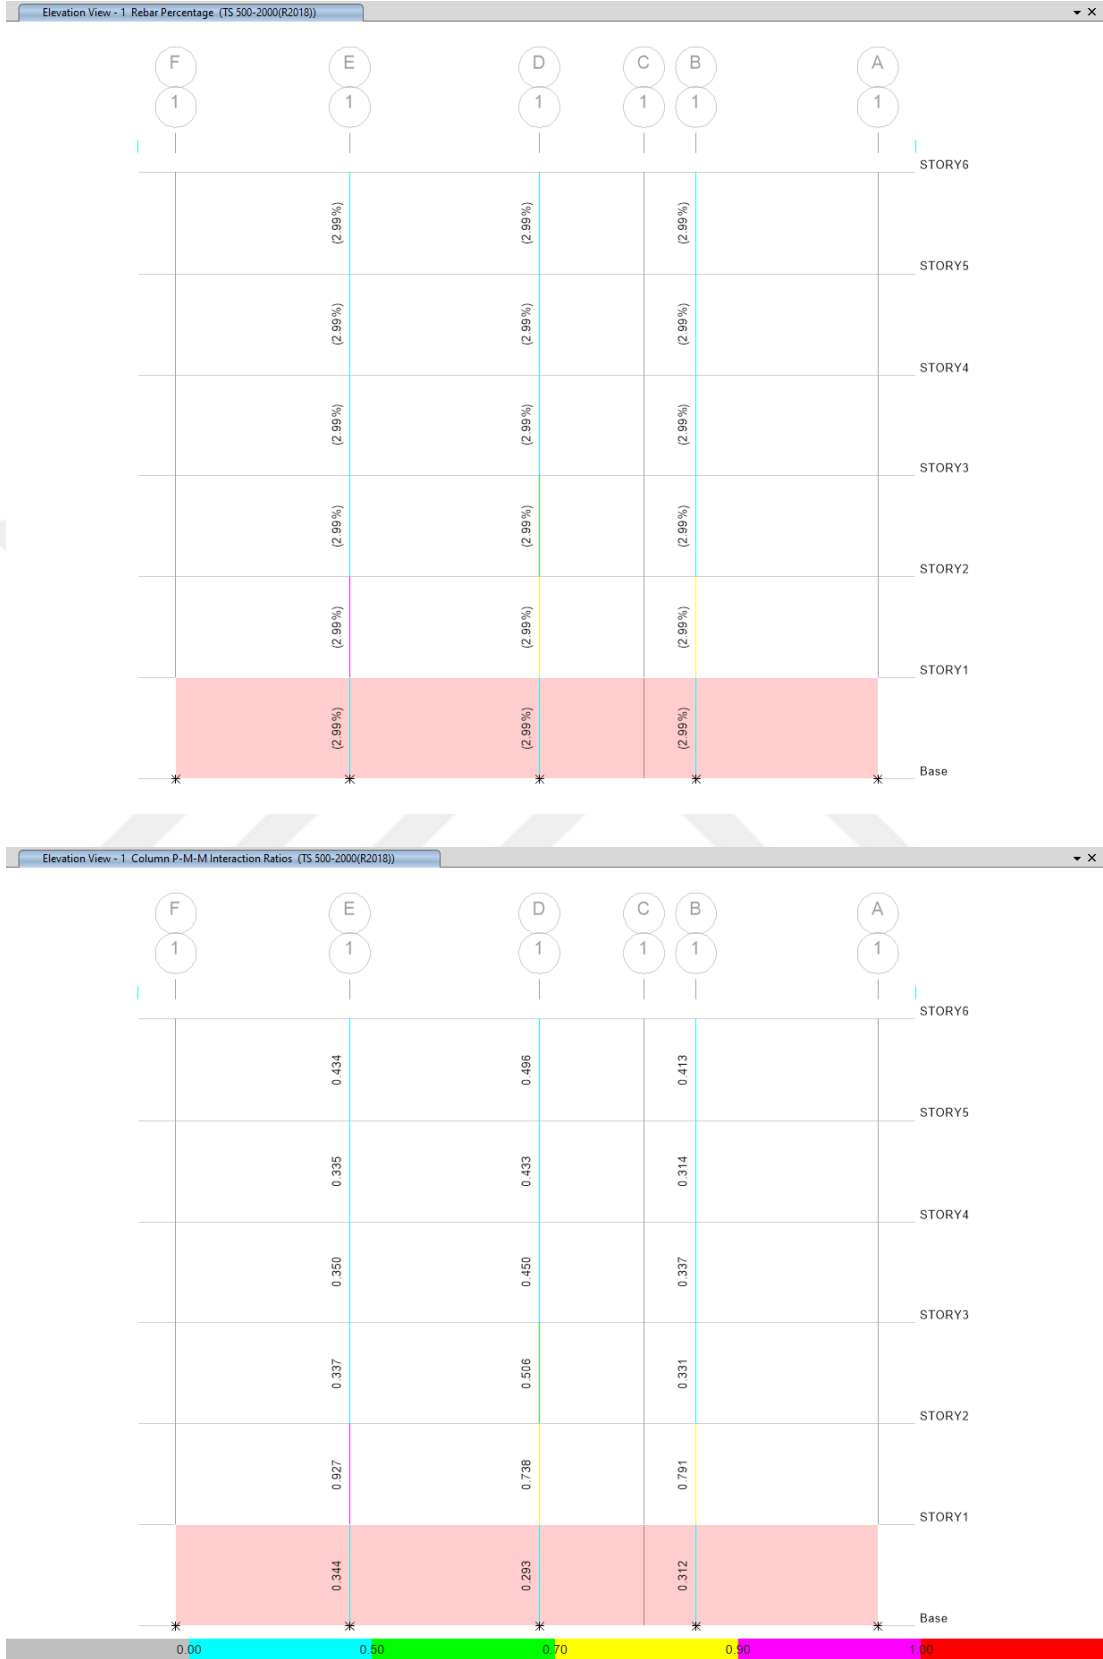 Elevation View - 1 Rebar Percentage (TS 500-2000(R2018))
F E D C B A
1 1 1 1 1 1
STORY6
(2.99%) (2.99%) (2.99%)
STORY5
(2.99%) (2.99%) (2.99%)
STORY4
(2.99%) (2.99%) (2.99%)
STORY3
(2.99%) (2.99%) (2.99%)
STORY2
(2.99%) (2.99%) (2.99%)
STORY1
(2.99%) (2.99%) (2.99%)
Base
Elevation View - 1 Column P-M-M Interaction Ratios (TS 500-2000(R2018))
F E D C B A
1 1 1 1 1 1
STORY6
0.434 0.496 0.413
STORY5
0.335 0.433 0.314
STORY4
0.350 0.450 0.337
STORY3
0.337 0.506 0.331
STORY2
0.927 0.738 0.791
STORY1
0.344 0.293 0.312
Base
0.00 0.50 0.70 0.90 1.00